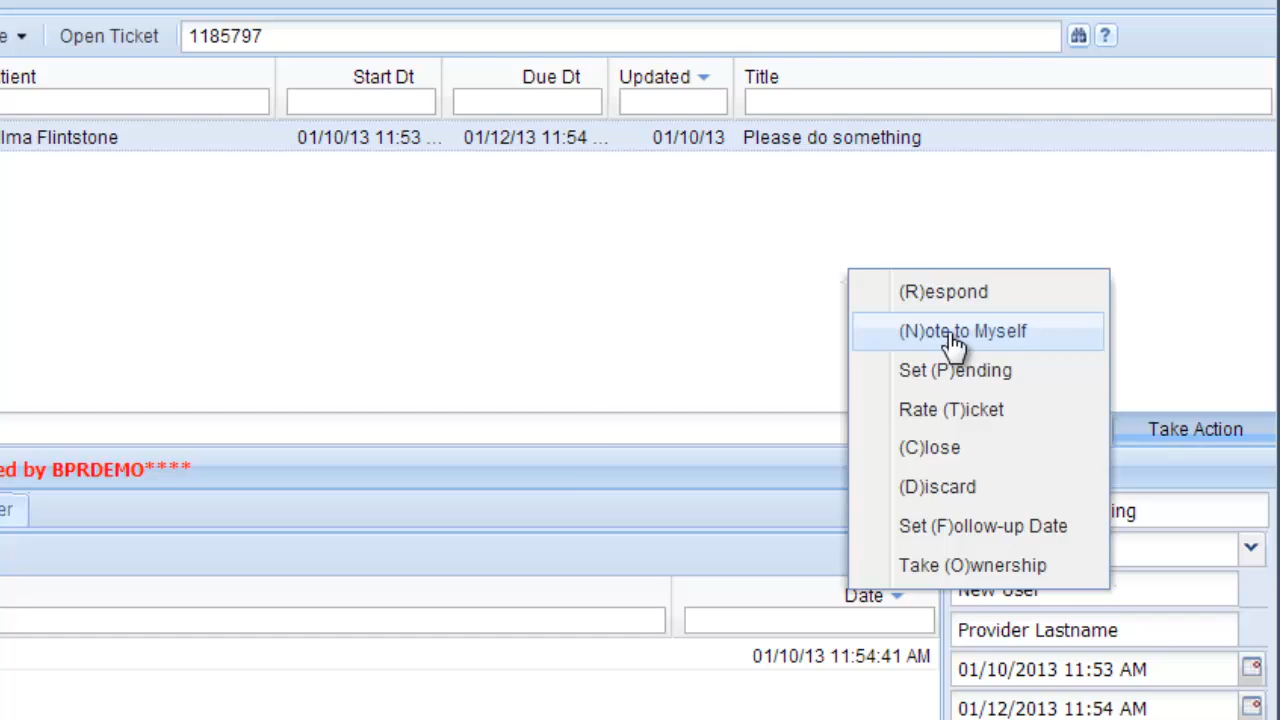 e Open Ticket 1185797
tient Start Dt Due Dt Updated Title
lma Flintstone 01/10/13 11:53 ... 01/12/13 11:54 ... 01/10/13 Please do something
(R)espond
(N)ote to Myself
Set (P)ending
Rate (T)icket
(C)lose
(D)iscard
Set (F)ollow-up Date
Take (O)wnership
Take Action
ed by BPRDEMO****
er
ing
Date
New User
Provider Lastname
01/10/13 11:54:41 AM
01/10/2013 11:53 AM
01/12/2013 11:54 AM